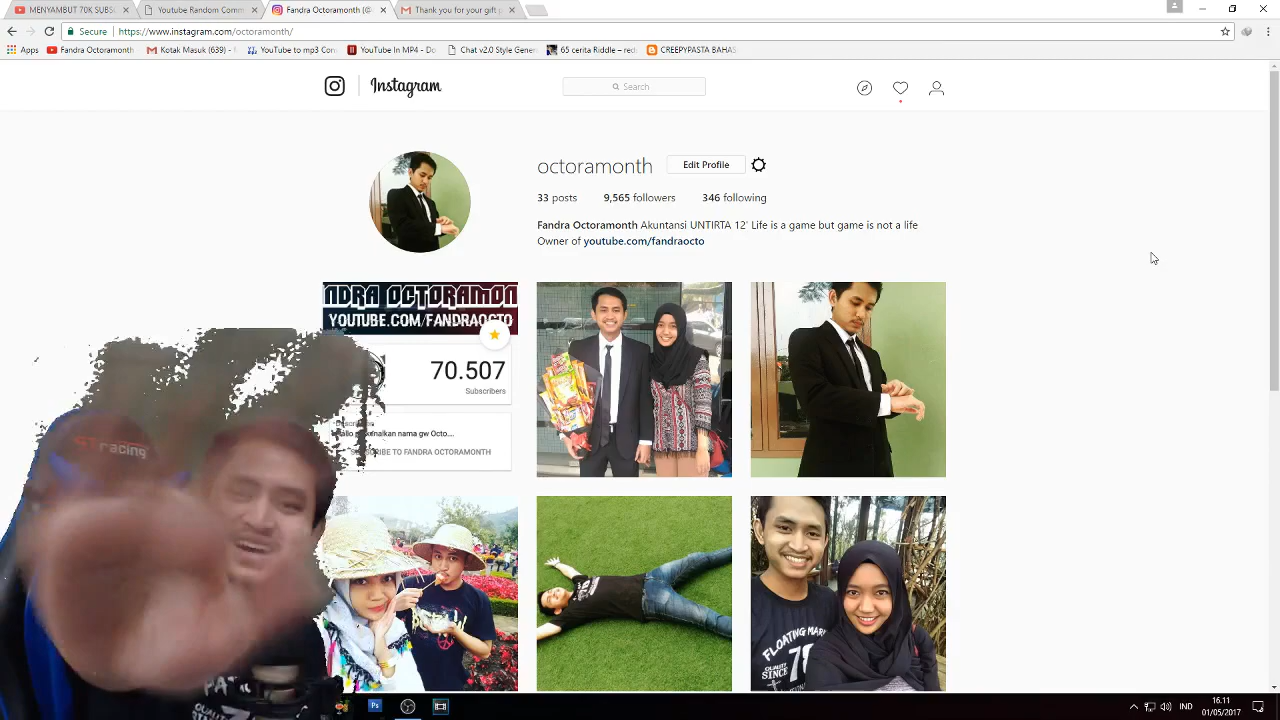 MENYAMBUT 70K SUBSC
Youtube Random Comm
Fandra Octoramonth (@
Thank you for your gift p
Secure https://www.instagram.com/octoramonth/
Apps Fandra Octoramonth Kotak Masuk (639) - YouTube to mp3 Con YouTube In MP4 - Do Chat v2.0 Style Gener 65 cerita Riddle – red CREEPYPASTA BAHAS
Instagram
Search
octoramonth Edit Profile
33 posts 9,565 followers 346 following
Fandra Octoramonth Akuntansi UNTIRTA 12' Life is a game but game is not a life
Owner of youtube.com/fandraocto
NDRA OCTORAMON
YOUTUBE.COM/FANDRAOCTO
70.507
Subscribers
nama gw Octo....
TO FANDRA OCTORAMONTH
racing
FLOATING MAR
QUALITY
SINCE 78
Ps
IND
16.11
01/05/2017